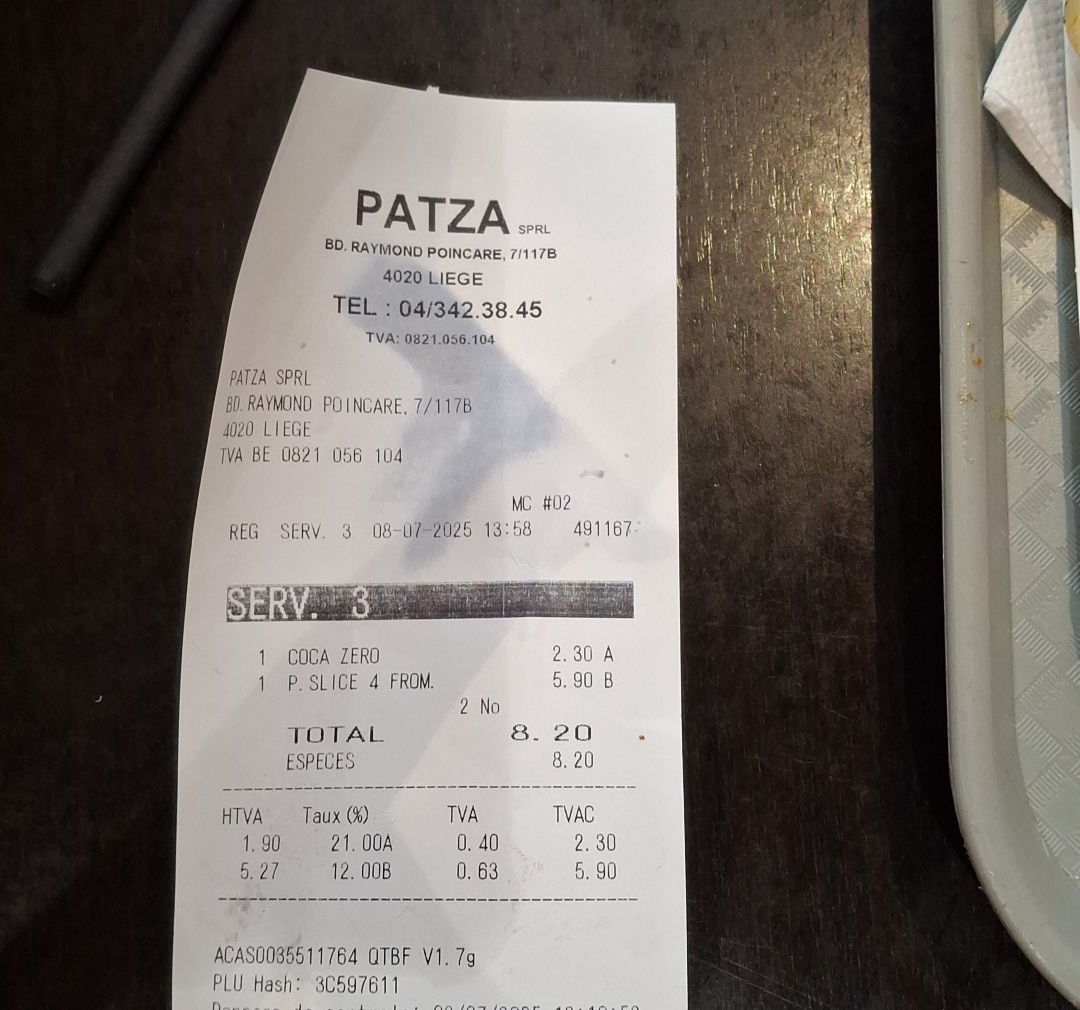 PATZA SPRL
BD. RAYMOND POINCARE, 7/117B
4020 LIEGE
TEL : 04/342.38.45
TVA: 0821.056.104
PATZA SPRL
BD. RAYMOND POINCARE, 7/117B
4020 LIEGE
TVA BE 0821 056 104
MC #02
REG SERV. 3 08-07-2025 13:58 491167
SERV. 3
1 COCA ZERO 2.30 A
1 P.SLICE 4 FROM. 5.90 B
2 No
TOTAL 8.20
ESPECES 8.20
HTVA Taux (%) TVA TVAC
1.90 21.00A 0.40 2.30
5.27 12.00B 0.63 5.90
ACAS0035511764 QTBF V1.7g
PLU Hash: 3C597611